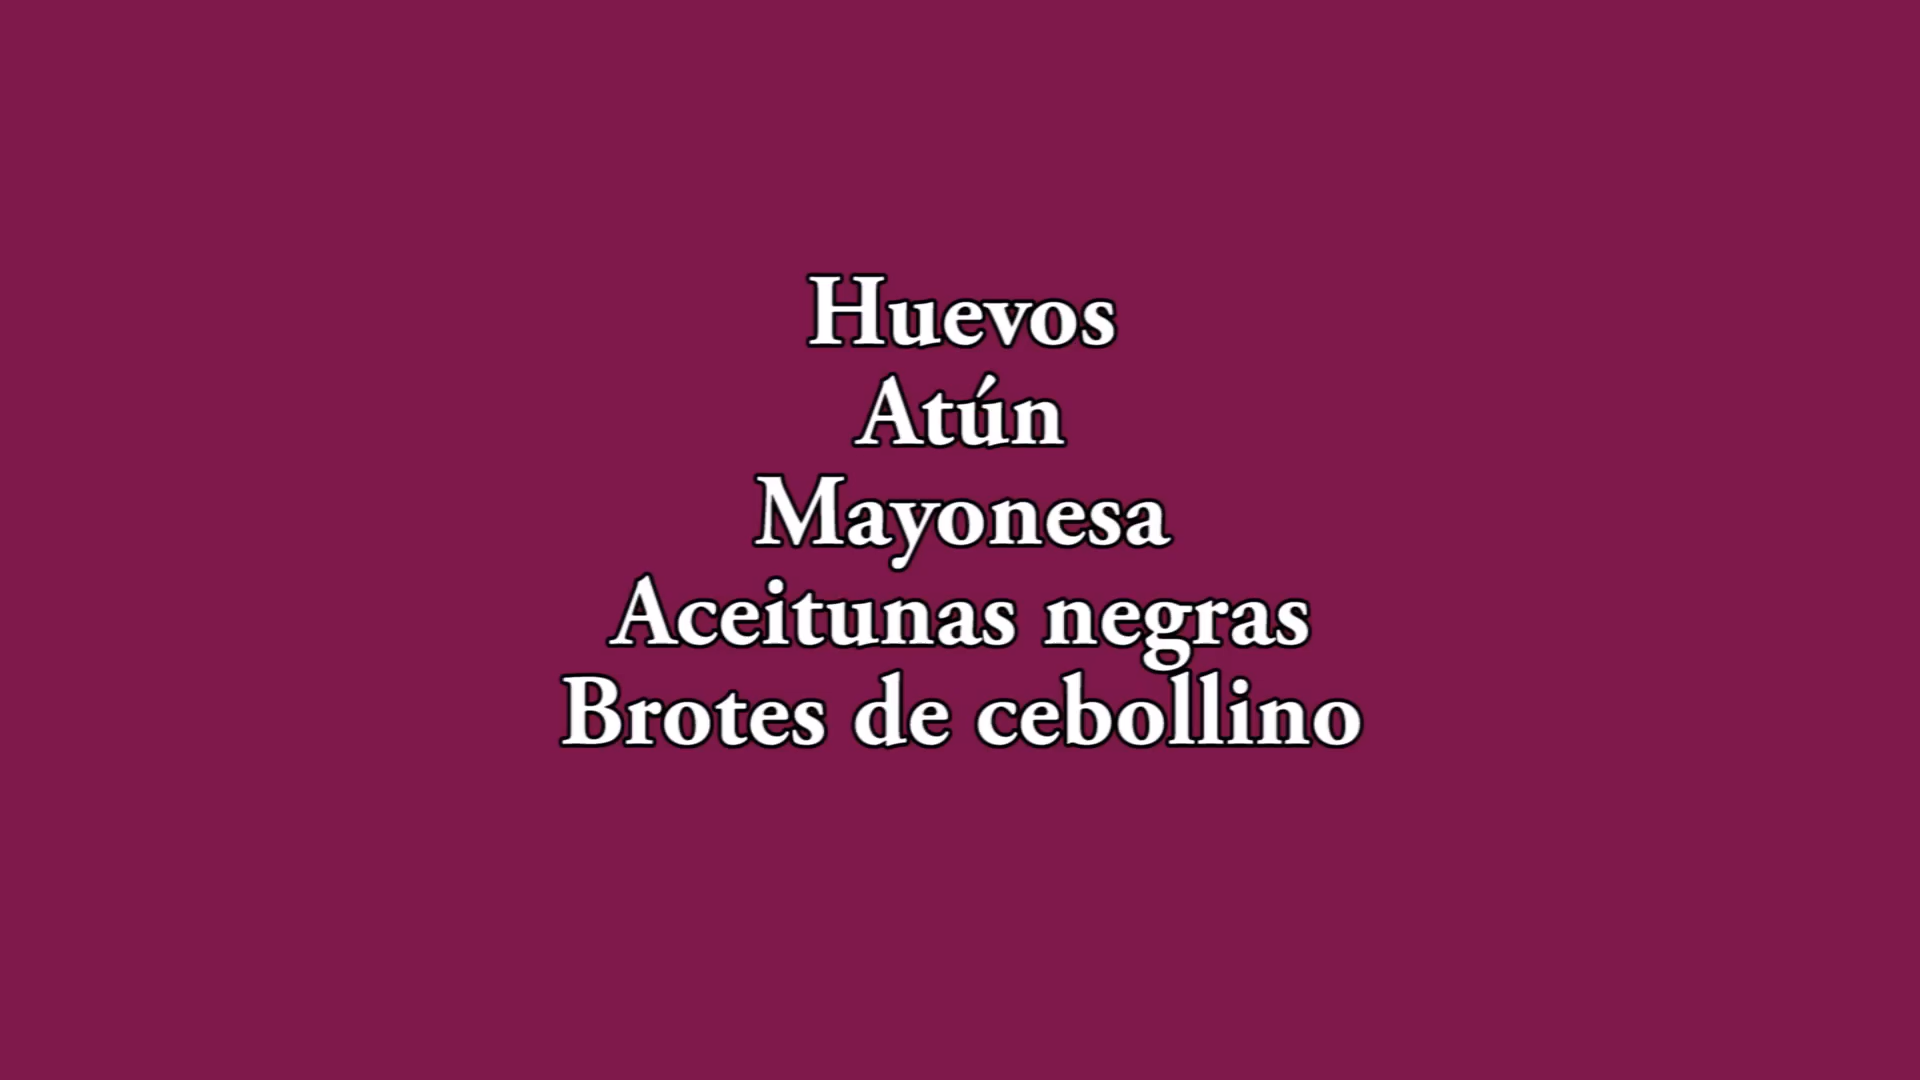 Huevos
Atún
Mayonesa
Aceitunas negras
Brotes de cebollino